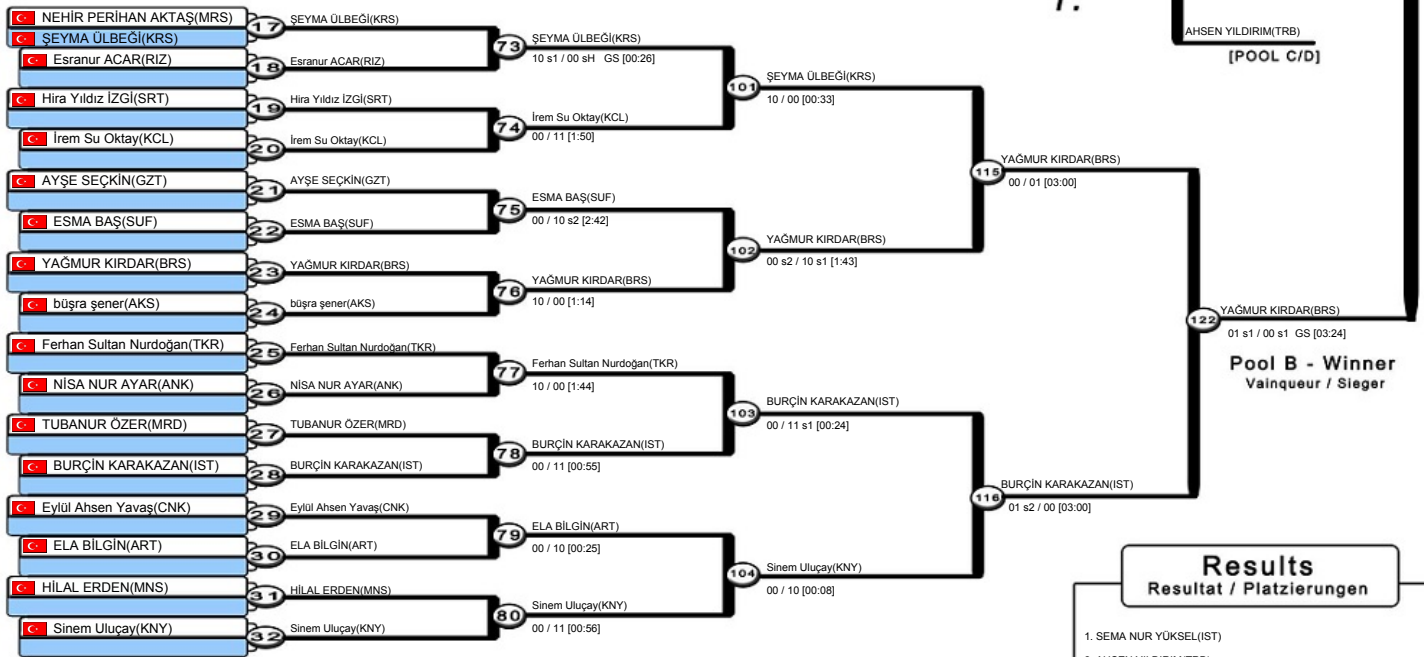 NEHİR PERİHAN AKTAŞ(MRS)
ŞEYMA ÜLBEĞİ(KRS)
17
ŞEYMA ÜLBEĞİ(KRS)
Esranur ACAR(RIZ)
18
Esranur ACAR(RIZ)
73
ŞEYMA ÜLBEĞİ(KRS)
10 s1 / 00 sH GS [00:26]
Hira Yıldız İZGİ(SRT)
19
Hira Yıldız İZGİ(SRT)
İrem Su Oktay(KCL)
20
İrem Su Oktay(KCL)
74
İrem Su Oktay(KCL)
00 / 11 [1:50]
101
ŞEYMA ÜLBEĞİ(KRS)
10 / 00 [00:33]
AYŞE SEÇKİN(GZT)
21
AYŞE SEÇKİN(GZT)
ESMA BAŞ(SUF)
22
ESMA BAŞ(SUF)
75
ESMA BAŞ(SUF)
00 / 10 s2 [2:42]
YAĞMUR KIRDAR(BRS)
23
YAĞMUR KIRDAR(BRS)
büşra şener(AKS)
24
büşra şener(AKS)
76
YAĞMUR KIRDAR(BRS)
10 / 00 [1:14]
102
YAĞMUR KIRDAR(BRS)
00 s2 / 10 s1 [1:43]
115
YAĞMUR KIRDAR(BRS)
00 / 01 [03:00]
Ferhan Sultan Nurdoğan(TKR)
25
Ferhan Sultan Nurdoğan(TKR)
NİSA NUR AYAR(ANK)
26
NİSA NUR AYAR(ANK)
77
Ferhan Sultan Nurdoğan(TKR)
10 / 00 [1:44]
TUBANUR ÖZER(MRD)
27
TUBANUR ÖZER(MRD)
BURÇİN KARAKAZAN(IST)
28
BURÇİN KARAKAZAN(IST)
78
BURÇİN KARAKAZAN(IST)
00 / 11 [00:55]
103
BURÇİN KARAKAZAN(IST)
00 / 11 s1 [00:24]
Eylül Ahsen Yavaş(CNK)
29
Eylül Ahsen Yavaş(CNK)
ELA BİLGİN(ART)
30
ELA BİLGİN(ART)
79
ELA BİLGİN(ART)
00 / 10 [00:25]
HİLAL ERDEN(MNS)
31
HİLAL ERDEN(MNS)
Sinem Uluçay(KNY)
32
Sinem Uluçay(KNY)
80
Sinem Uluçay(KNY)
00 / 11 [00:56]
104
Sinem Uluçay(KNY)
00 / 10 [00:08]
116
BURÇİN KARAKAZAN(IST)
01 s2 / 00 [03:00]
122
YAĞMUR KIRDAR(BRS)
01 s1 / 00 s1 GS [03:24]
Pool B - Winner
Vainqueur / Sieger
AHSEN YILDIRIM(TRB)
[POOL C/D]
Results
Resultat / Platzierungen
1. SEMA NUR YÜKSEL(IST)